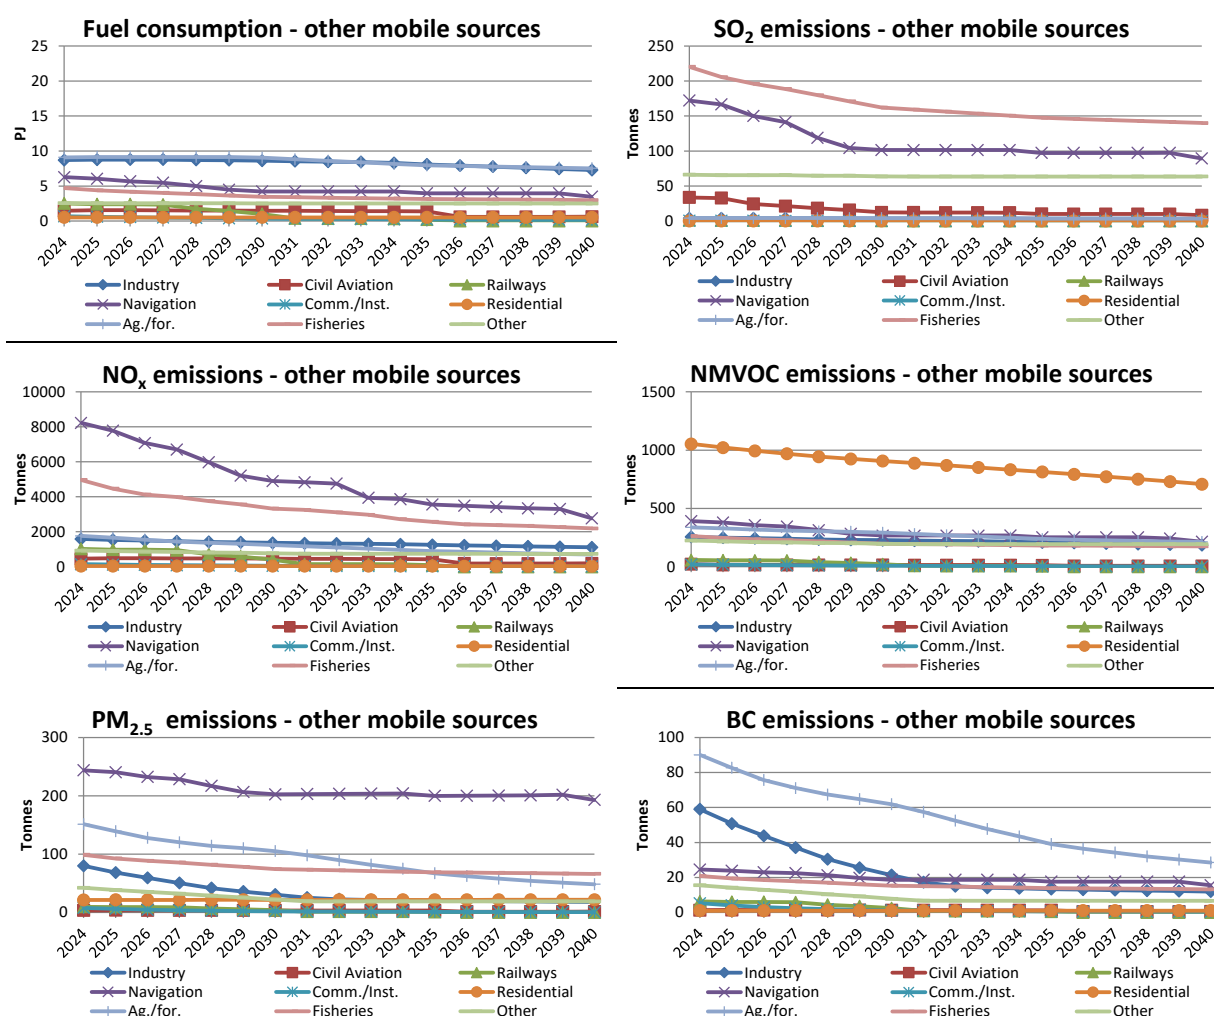 Fuel consumption - other mobile sources
25
20
15
10
5
0
PJ
2024 2025 2026 2027 2028 2029 2030 2031 2032 2033 2034 2035 2036 2037 2038 2039 2040
Industry Civil Aviation Railways
Navigation Comm./Inst. Residential
Ag./for. Fisheries Other
SO2 emissions - other mobile sources
250
200
150
100
50
0
Tonnes
2024 2025 2026 2027 2028 2029 2030 2031 2032 2033 2034 2035 2036 2037 2038 2039 2040
Industry Civil Aviation Railways
Navigation Comm./Inst. Residential
Ag./for. Fisheries Other
NOx emissions - other mobile sources
10000
8000
6000
4000
2000
0
Tonnes
2024 2025 2026 2027 2028 2029 2030 2031 2032 2033 2034 2035 2036 2037 2038 2039 2040
Industry Civil Aviation Railways
Navigation Comm./Inst. Residential
Ag./for. Fisheries Other
NMVOC emissions - other mobile sources
1500
1000
500
0
Tonnes
2024 2025 2026 2027 2028 2029 2030 2031 2032 2033 2034 2035 2036 2037 2038 2039 2040
Industry Civil Aviation Railways
Navigation Comm./Inst. Residential
Ag./for. Fisheries Other
PM2.5 emissions - other mobile sources
300
200
100
0
Tonnes
2024 2025 2026 2027 2028 2029 2030 2031 2032 2033 2034 2035 2036 2037 2038 2039 2040
Industry Civil Aviation Railways
Navigation Comm./Inst. Residential
Ag./for. Fisheries Other
BC emissions - other mobile sources
100
80
60
40
20
0
Tonnes
2024 2025 2026 2027 2028 2029 2030 2031 2032 2033 2034 2035 2036 2037 2038 2039 2040
Industry Civil Aviation Railways
Navigation Comm./Inst. Residential
Ag./for. Fisheries Other